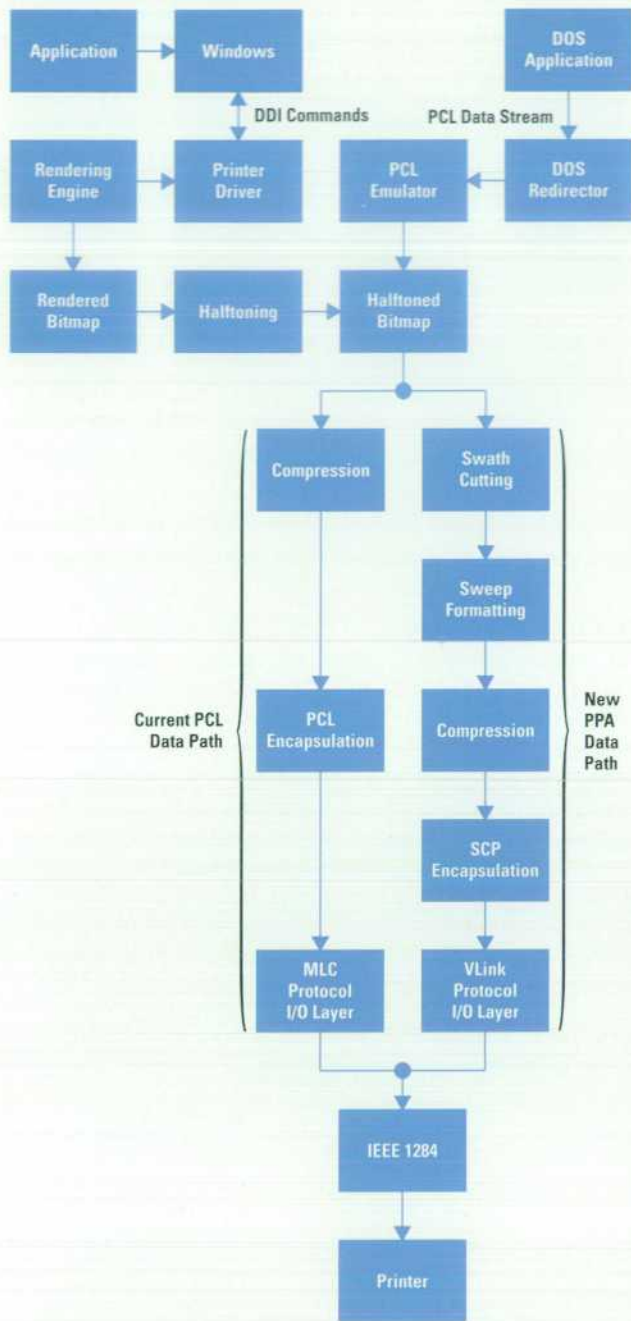 Application
Windows
DOS
Application
DDI Commands
PCL Data Stream
Rendering
Engine
Printer
Driver
PCL
Emulator
DOS
Redirector
Rendered
Bitmap
Halftoning
Halftoned
Bitmap
Compression
Swath
Cutting
Sweep
Formatting
Current PCL
Data Path
PCL
Encapsulation
Compression
New
PPA
Data
Path
SCP
Encapsulation
MLC
Protocol
I/O Layer
VLink
Protocol
I/O Layer
IEEE 1284
Printer